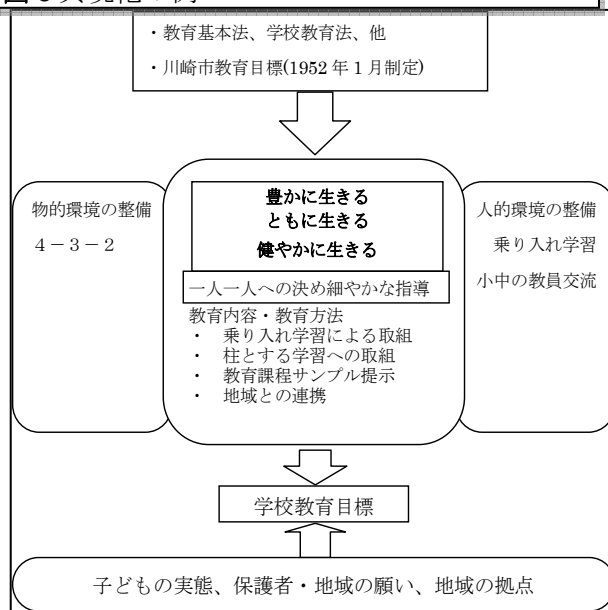 ・教育基本法、学校教育法、他
・川崎市教育目標(1952年1月制定)
物的環境の整備
4－3－2
豊かに生きる
ともに生きる
健やかに生きる
一人一人への決め細やかな指導
教育内容・教育方法
・ 乗り入れ学習による取組
・ 柱とする学習への取組
・ 教育課程サンプル提示
・ 地域との連携
人的環境の整備
乗り入れ学習
小中の教員交流
学校教育目標
子どもの実態、保護者・地域の願い、地域の拠点